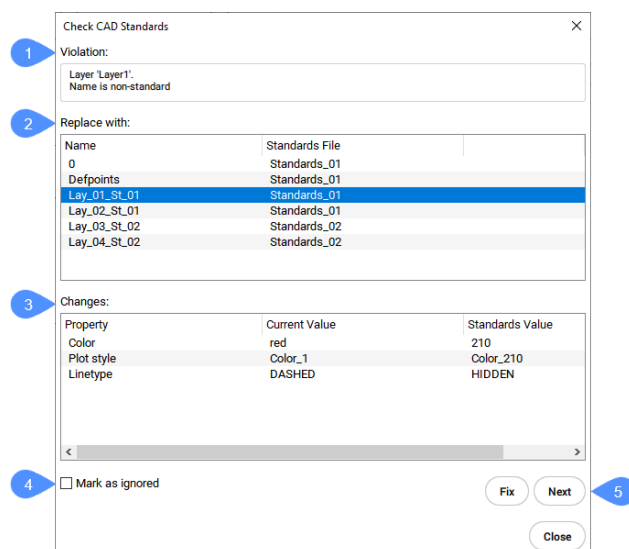 Check CAD Standards
1
Violation:
Layer 'Layer1'.
Name is non-standard
2
Replace with:
Name Standards File
0 Standards_01
Defpoints Standards_01
Lay_01_St_01 Standards_01
Lay_02_St_01 Standards_01
Lay_03_St_02 Standards_02
Lay_04_St_02 Standards_02
3
Changes:
Property Current Value Standards Value
Color red 210
Plot style Color_1 Color_210
Linetype DASHED HIDDEN
4
Mark as ignored
Fix Next
5
Close